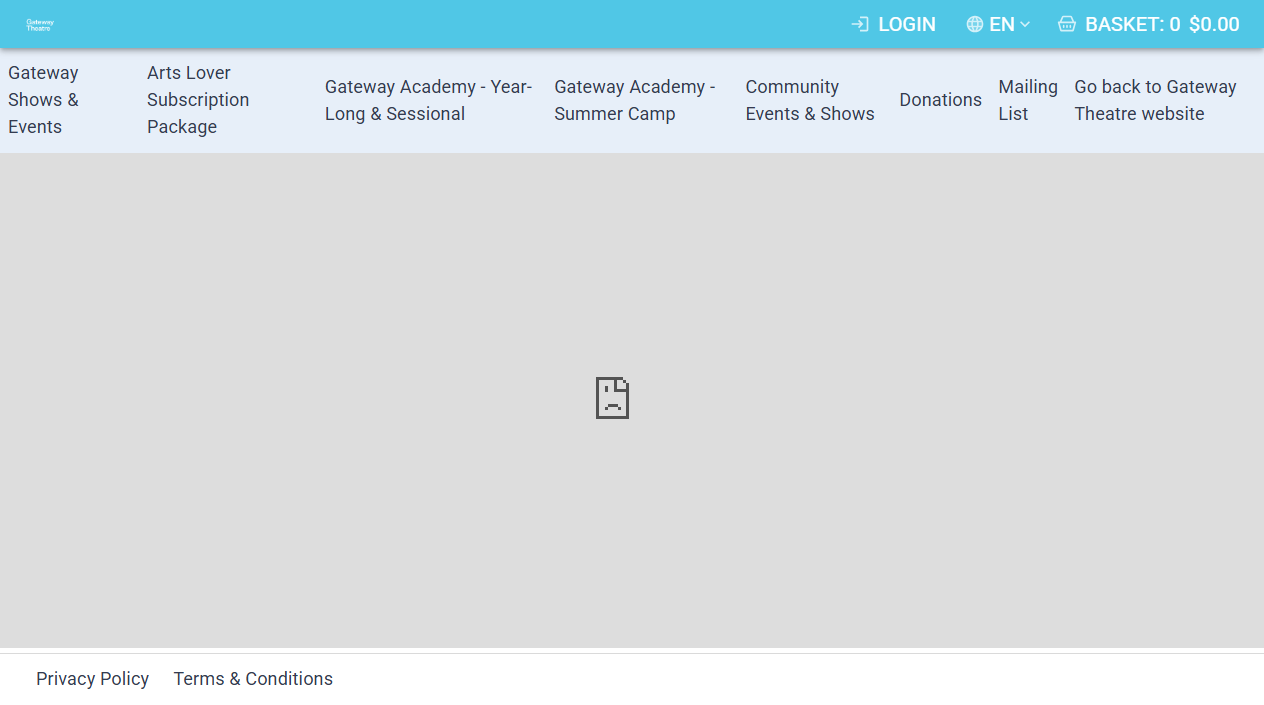 Gateway
Theatre
LOGIN
EN
BASKET: 0 $0.00
Gateway
Shows &
Events
Arts Lover
Subscription
Package
Gateway Academy - Year-
Long & Sessional
Gateway Academy -
Summer Camp
Community
Events & Shows
Donations
Mailing
List
Go back to Gateway
Theatre website
Privacy Policy
Terms & Conditions